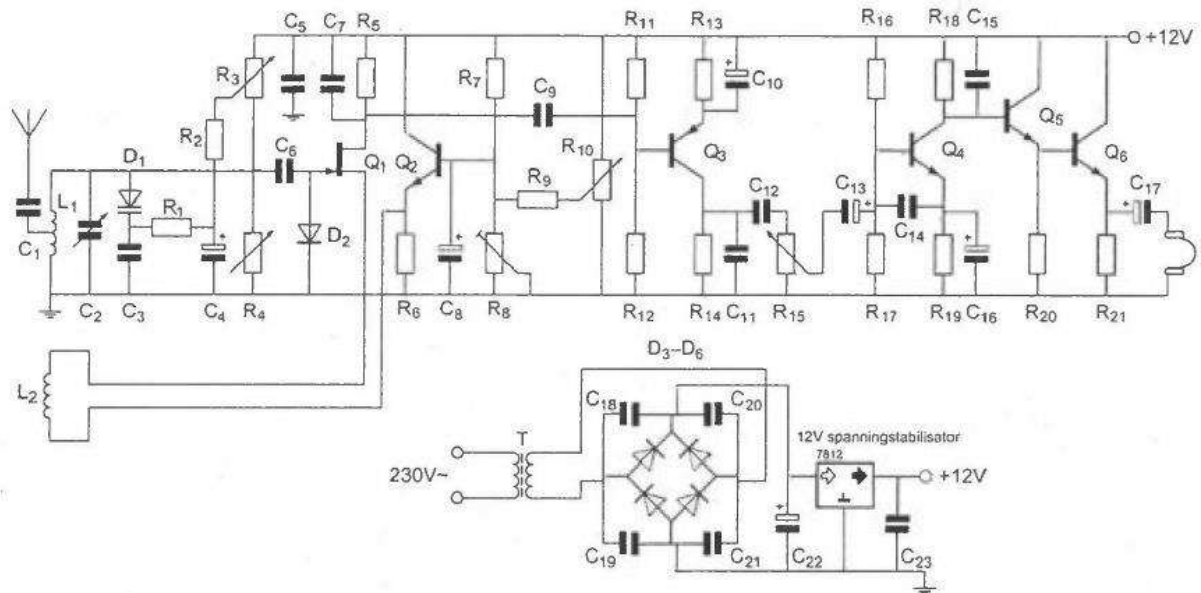 C5 C7 R5 R11 R13 R16 R18 C15
+12V
R3 R7 C9 C10
R2 R10 Q5
D1 C6 Q1 Q2 Q3 Q4 Q6
L1 R1 R9 C12 C13 C17
C1 D2 C14
C2 C3 C4 R4 R6 C8 R8 R12 R14 C11 R15 R17 R19 C16 R20 R21
D3–D6
L2
C18 C20
T
12V spanningstabilisator
7812
230V~
+12V
C19 C21 C22 C23